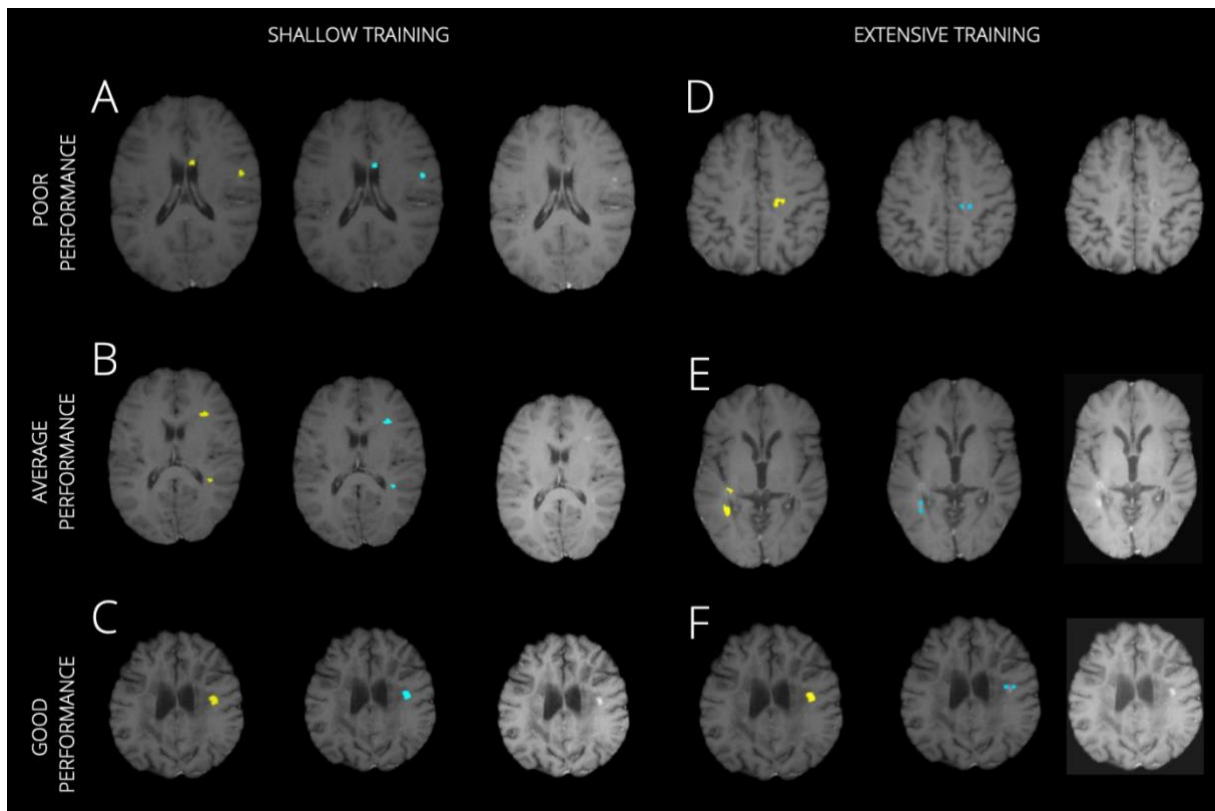 SHALLOW TRAINING
EXTENSIVE TRAINING
A
D
POOR
PERFORMANCE
B
E
AVERAGE
PERFORMANCE
C
F
GOOD
PERFORMANCE